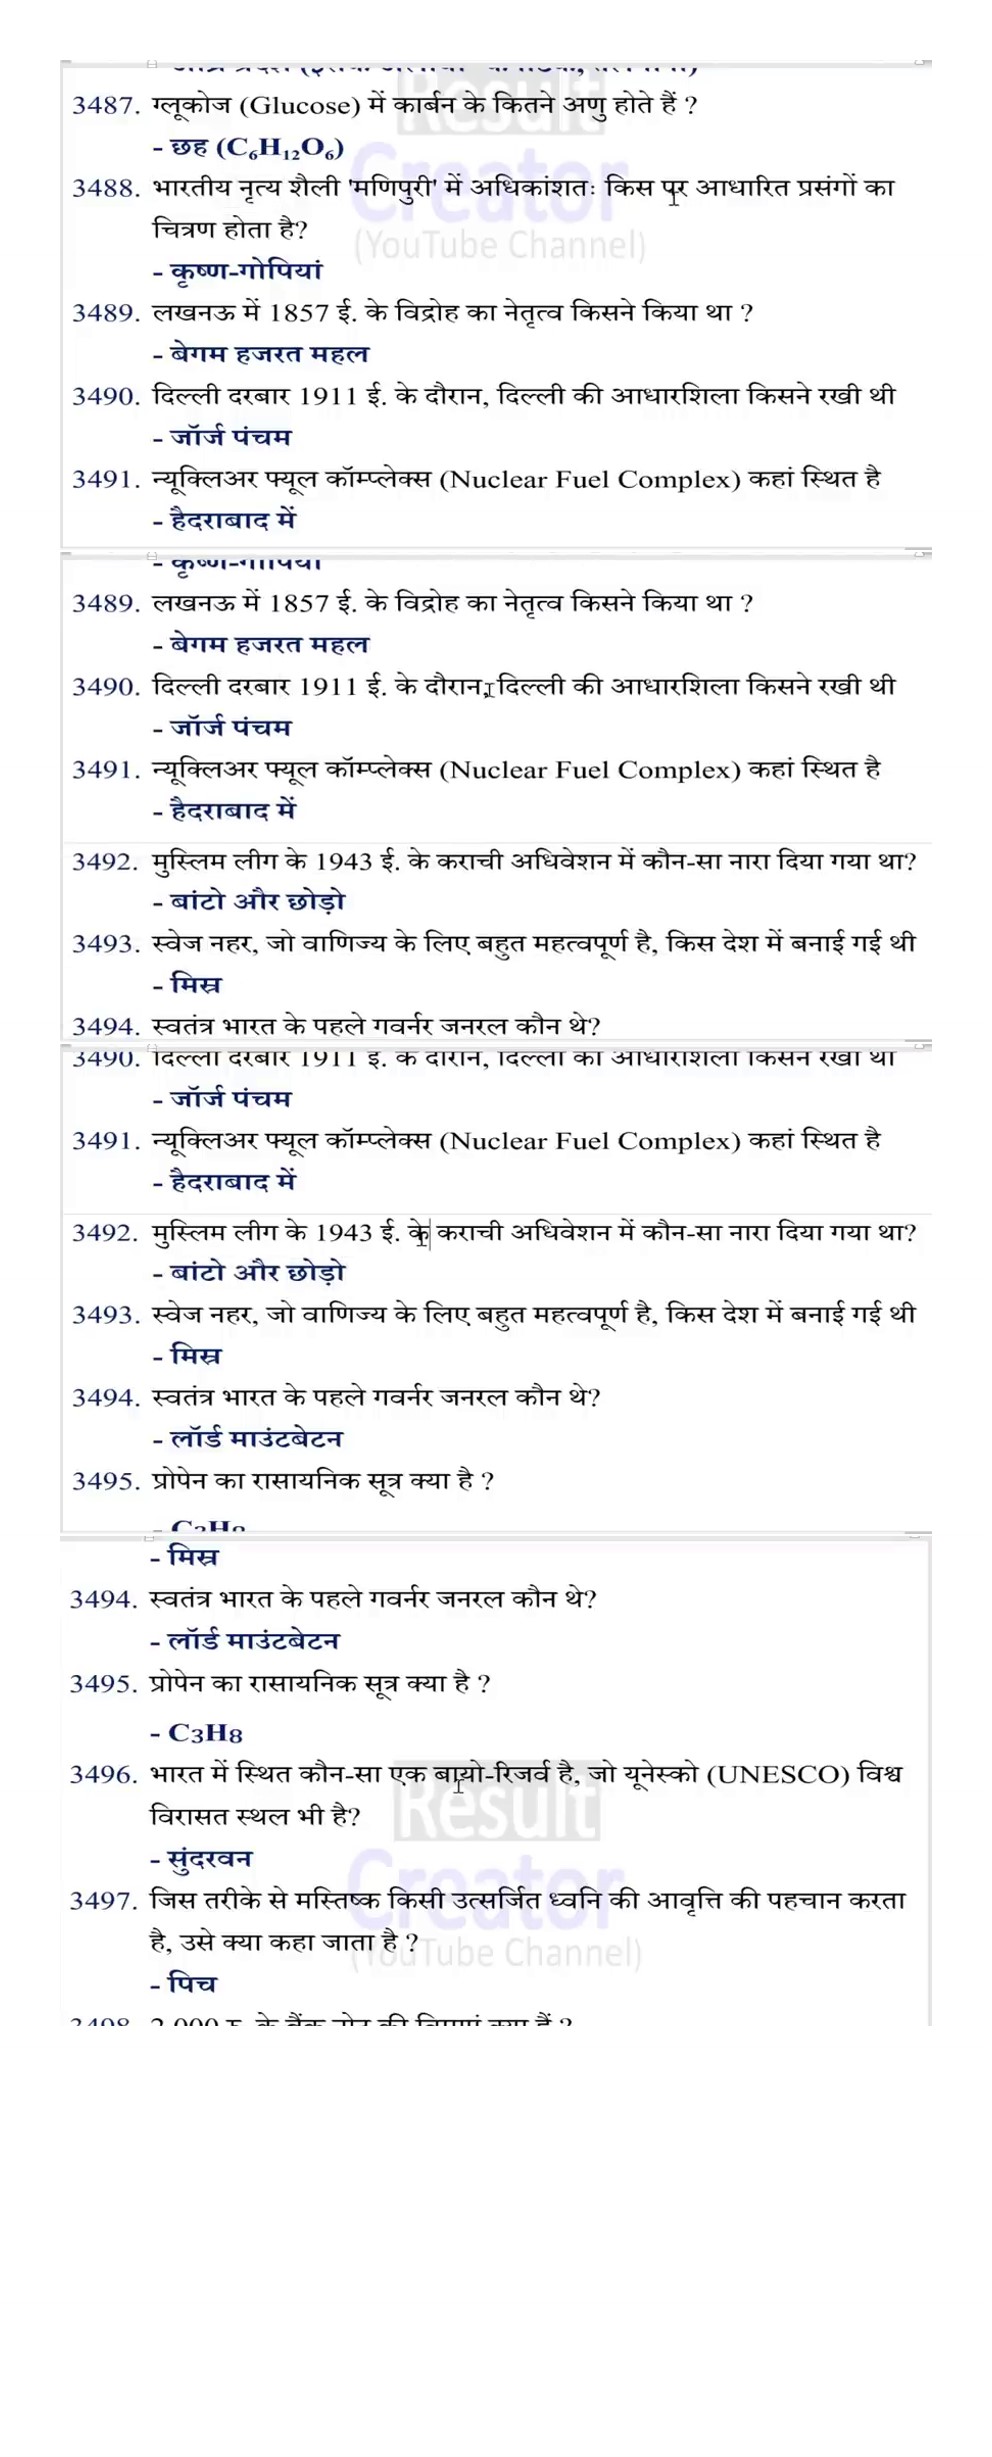 3487. ग्लूकोज (Glucose) में कार्बन के कितने अणु होते हैं ?
- छह (C₆H₁₂O₆)
3488. भारतीय नृत्य शैली 'मणिपुरी' में अधिकांशतः किस पर आधारित प्रसंगों का
चित्रण होता है?
- कृष्ण-गोपियां
3489. लखनऊ में 1857 ई. के विद्रोह का नेतृत्व किसने किया था ?
- बेगम हजरत महल
3490. दिल्ली दरबार 1911 ई. के दौरान, दिल्ली की आधारशिला किसने रखी थी
- जॉर्ज पंचम
3491. न्यूक्लिअर फ्यूल कॉम्प्लेक्स (Nuclear Fuel Complex) कहां स्थित है
- हैदराबाद में
Result
Creator
(YouTube Channel)
- कृष्ण-गोपियां
3489. लखनऊ में 1857 ई. के विद्रोह का नेतृत्व किसने किया था ?
- बेगम हजरत महल
3490. दिल्ली दरबार 1911 ई. के दौरान, दिल्ली की आधारशिला किसने रखी थी
- जॉर्ज पंचम
3491. न्यूक्लिअर फ्यूल कॉम्प्लेक्स (Nuclear Fuel Complex) कहां स्थित है
- हैदराबाद में
3492. मुस्लिम लीग के 1943 ई. के कराची अधिवेशन में कौन-सा नारा दिया गया था?
- बांटो और छोड़ो
3493. स्वेज नहर, जो वाणिज्य के लिए बहुत महत्वपूर्ण है, किस देश में बनाई गई थी
- मिस्र
3494. स्वतंत्र भारत के पहले गवर्नर जनरल कौन थे?
3490. दिल्ली दरबार 1911 ई. के दौरान, दिल्ली की आधारशिला किसने रखी थी
- जॉर्ज पंचम
3491. न्यूक्लिअर फ्यूल कॉम्प्लेक्स (Nuclear Fuel Complex) कहां स्थित है
- हैदराबाद में
3492. मुस्लिम लीग के 1943 ई. के कराची अधिवेशन में कौन-सा नारा दिया गया था?
- बांटो और छोड़ो
3493. स्वेज नहर, जो वाणिज्य के लिए बहुत महत्वपूर्ण है, किस देश में बनाई गई थी
- मिस्र
3494. स्वतंत्र भारत के पहले गवर्नर जनरल कौन थे?
- लॉर्ड माउंटबेटन
3495. प्रोपेन का रासायनिक सूत्र क्या है ?
- C3H8
- मिस्र
3494. स्वतंत्र भारत के पहले गवर्नर जनरल कौन थे?
- लॉर्ड माउंटबेटन
3495. प्रोपेन का रासायनिक सूत्र क्या है ?
- C3H8
3496. भारत में स्थित कौन-सा एक बायो-रिजर्व है, जो यूनेस्को (UNESCO) विश्व
विरासत स्थल भी है?
- सुंदरवन
3497. जिस तरीके से मस्तिष्क किसी उत्सर्जित ध्वनि की आवृत्ति की पहचान करता
है, उसे क्या कहा जाता है ?
- पिच
Result
Creator
(YouTube Channel)